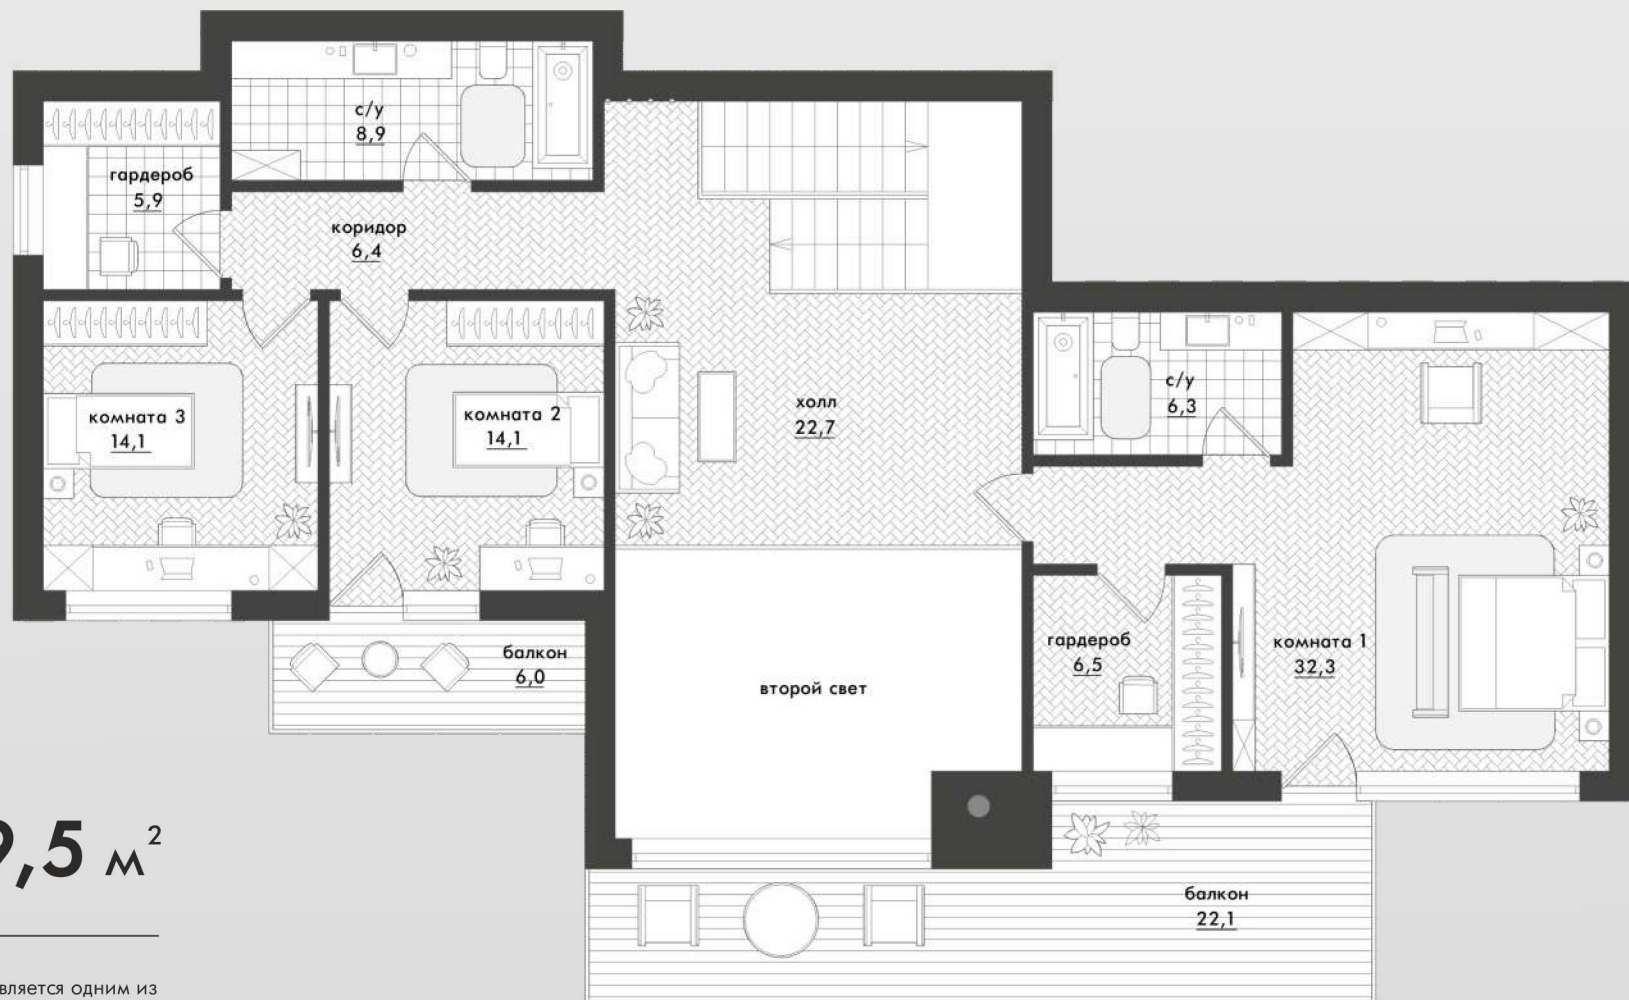 с/у
8,9
гардероб
5,9
коридор
6,4
комната 3
14,1
комната 2
14,1
холл
22,7
с/у
6,3
балкон
6,0
второй свет
гардероб
6,5
комната 1
32,3
балкон
22,1
9,5 м²
одним из